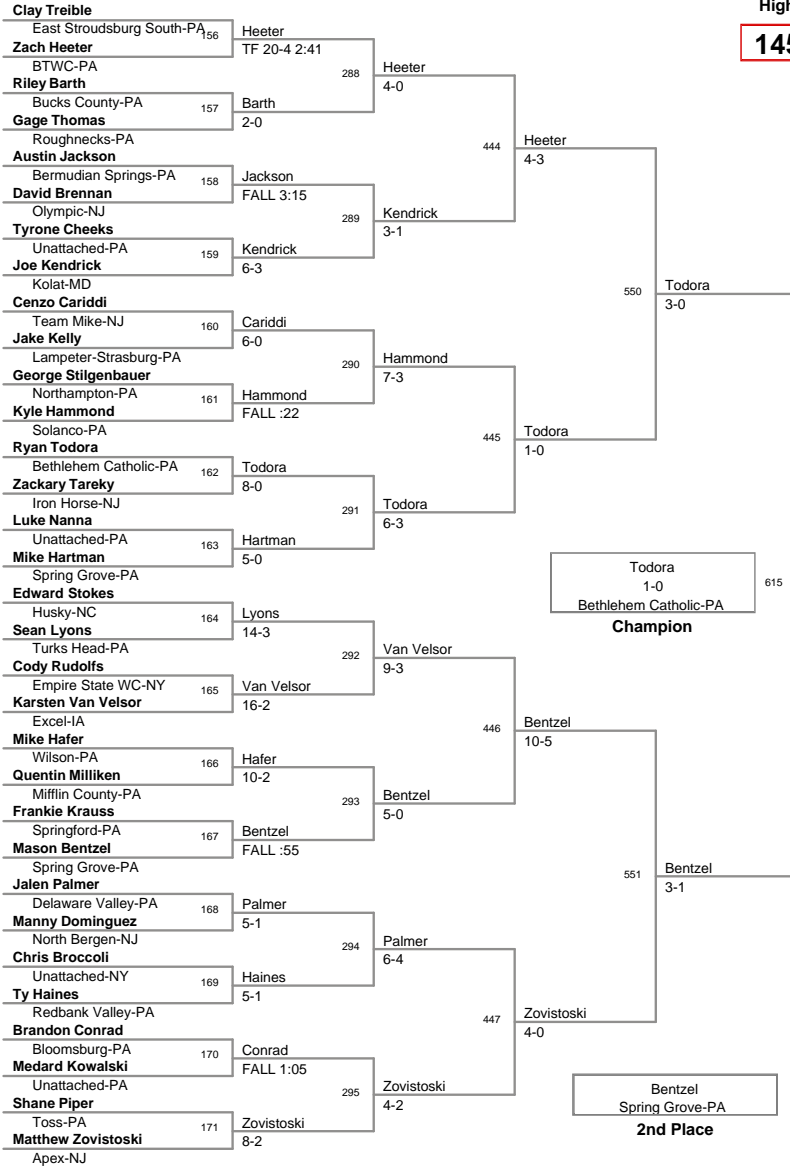 Clay Treible
East Stroudsburg South-PA
Zach Heeter
BTWC-PA
Riley Barth
Bucks County-PA
Gage Thomas
Roughnecks-PA
Austin Jackson
Bermudian Springs-PA
David Brennan
Olympic-NJ
Tyrone Cheeks
Unattached-PA
Joe Kendrick
Kolat-MD
Cenzo Cariddi
Team Mike-NJ
Jake Kelly
Lampeter-Strasburg-PA
George Stilgenbauer
Northampton-PA
Kyle Hammond
Solanco-PA
Ryan Todora
Bethlehem Catholic-PA
Zackary Tareky
Iron Horse-NJ
Luke Nanna
Unattached-PA
Mike Hartman
Spring Grove-PA
Edward Stokes
Husky-NC
Sean Lyons
Turks Head-PA
Cody Rudolfs
Empire State WC-NY
Karsten Van Velsor
Excel-IA
Mike Hafer
Wilson-PA
Quentin Milliken
Mifflin County-PA
Frankie Krauss
Springford-PA
Mason Bentzel
Spring Grove-PA
Jalen Palmer
Delaware Valley-PA
Manny Dominguez
North Bergen-NJ
Chris Broccoli
Unattached-NY
Ty Haines
Redbank Valley-PA
Brandon Conrad
Bloomsburg-PA
Medard Kowalski
Unattached-PA
Shane Piper
Toss-PA
Matthew Zovistoski
Apex-NJ
156
157
158
159
160
161
162
163
164
165
166
167
168
169
170
171
Heeter
TF 20-4 2:41
Barth
2-0
Jackson
FALL 3:15
Kendrick
6-3
Cariddi
6-0
Hammond
FALL :22
Todora
8-0
Hartman
5-0
Lyons
14-3
Van Velsor
16-2
Hafer
10-2
Bentzel
FALL :55
Palmer
5-1
Haines
5-1
Conrad
FALL 1:05
Zovistoski
8-2
288
289
290
291
292
293
294
295
Heeter
4-0
Kendrick
3-1
Hammond
7-3
Todora
6-3
Van Velsor
9-3
Bentzel
5-0
Palmer
6-4
Zovistoski
4-2
444
445
446
447
Heeter
4-3
Todora
1-0
Bentzel
10-5
Zovistoski
4-0
550
551
Todora
3-0
Bentzel
3-1
High
145
Todora
1-0
Bethlehem Catholic-PA
615
Champion
Bentzel
Spring Grove-PA
2nd Place